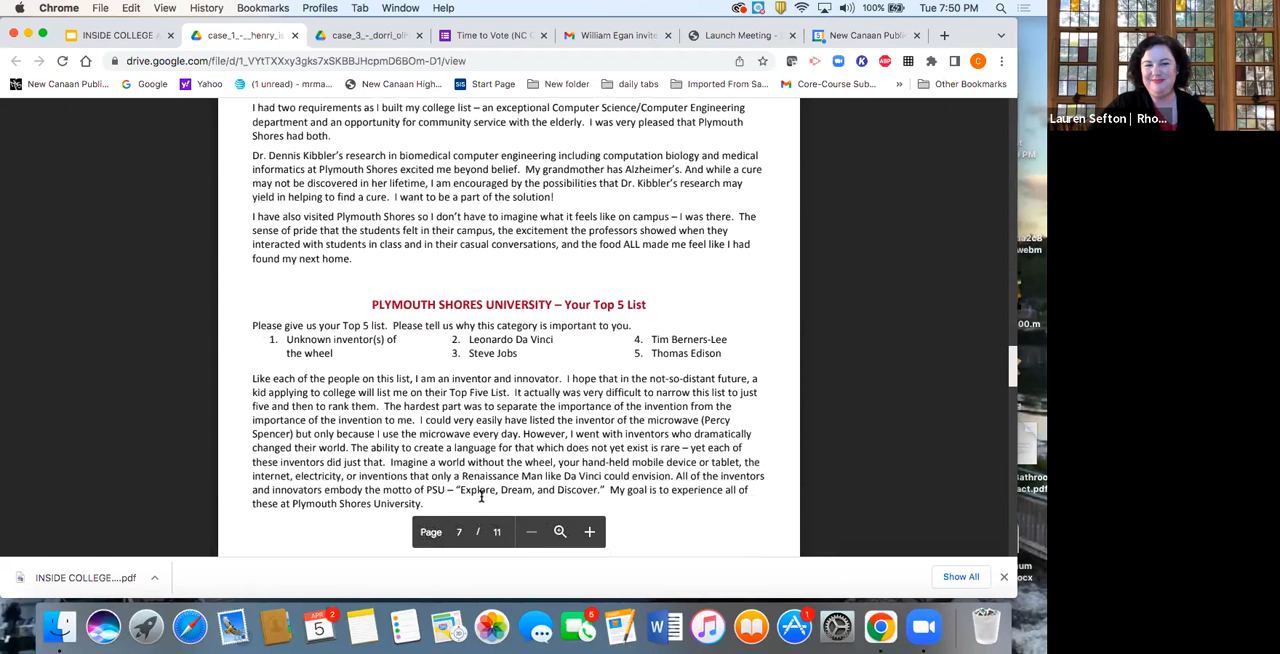 Chrome File Edit View History Bookmarks Profiles Tab Window Help 100% Tue 7:50 PM
INSIDE COLLEGE case_1_-_henry_is case_3_-_dorri_oli Time to Vote (NC C William Egan invite Launch Meeting - New Canaan Publi
drive.google.com/file/d/1_VYtTXXxy3gks7xSKBBJHcpmD6BOm-D1/view
New Canaan Publi... Google Yahoo (1 unread) - mrma... New Canaan Hig... Start Page New folder daily tabs Imported From Sa... Core-Course Sub... Other Bookmarks
I had two requirements as I built my college list – an exceptional Computer Science/Computer Engineering
department and an opportunity for community service with the elderly. I was very pleased that Plymouth
Shores had both.
Dr. Dennis Kibbler's research in biomedical computer engineering including computation biology and medical
informatics at Plymouth Shores excited me beyond belief. My grandmother has Alzheimer's. And while a cure
may not be discovered in her lifetime, I am encouraged by the possibilities that Dr. Kibbler's research may
yield in helping to find a cure. I want to be a part of the solution!
I have also visited Plymouth Shores so I don't have to imagine what it feels like on campus – I was there. The
sense of pride that the students felt in their campus, the excitement the professors showed when they
interacted with students in class and in their casual conversations, and the food ALL made me feel like I had
found my next home.
PLYMOUTH SHORES UNIVERSITY – Your Top 5 List
Please give us your Top 5 list. Please tell us why this category is important to you.
1. Unknown inventor(s) of 2. Leonardo Da Vinci 4. Tim Berners-Lee
the wheel 3. Steve Jobs 5. Thomas Edison
Like each of the people on this list, I am an inventor and innovator. I hope that in the not-so-distant future, a
kid applying to college will list me on their Top Five List. It actually was very difficult to narrow this list to just
five and then to rank them. The hardest part was to separate the importance of the invention from the
importance of the invention to me. I could very easily have listed the inventor of the microwave (Percy
Spencer) but only because I use the microwave every day. However, I went with inventors who dramatically
changed their world. The ability to create a language for that which does not yet exist is rare – yet each of
these inventors did just that. Imagine a world without the wheel, your hand-held mobile device or tablet, the
internet, electricity, or inventions that only a Renaissance Man like Da Vinci could envision. All of the inventors
and innovators embody the motto of PSU – “Explore, Dream, and Discover.” My goal is to experience all of
these at Plymouth Shores University.
Page 7 / 11
INSIDE COLLEGE....pdf Show All
Lauren Sefton | Rho...
APR 2
5
5
1